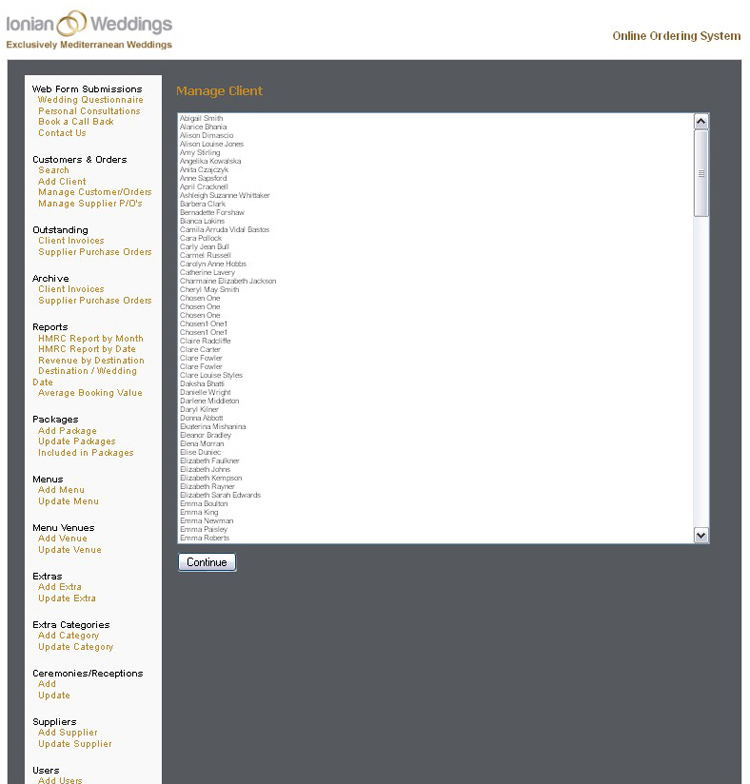 Ionian Weddings
Exclusively Mediterranean Weddings
Online Ordering System
Web Form Submissions
Wedding Questionnaire
Personal Consultations
Book a Call Back
Contact Us
Customers & Orders
Search
Add Client
Manage Customer/Orders
Manage Supplier P/O's
Outstanding
Client Invoices
Supplier Purchase Orders
Archive
Client Invoices
Supplier Purchase Orders
Reports
HMRC Report by Month
HMRC Report by Date
Revenue by Destination
Destination / Wedding
Date
Average Booking Value
Packages
Add Package
Update Packages
Included in Packages
Menus
Add Menu
Update Menu
Menu Venues
Add Venue
Update Venue
Extras
Add Extra
Update Extra
Extra Categories
Add Category
Update Category
Ceremonies/Receptions
Add
Update
Suppliers
Add Supplier
Update Supplier
Users
Add Users
Manage Client
Abigail Smith
Alarice Bhania
Alison Dimascio
Alison Louise Jones
Amy Stirling
Angelika Kowalska
Anita Czajczyk
Anne Sapsford
April Cracknell
Ashleigh Suzanne Whittaker
Barbera Clark
Bernadette Forshaw
Bianca Lakins
Camila Arruda Vidal Bastos
Cara Pollock
Carly Jean Bull
Carmel Russell
Carolyn Anne Hobbs
Catherine Lavery
Charmaine Elizabeth Jackson
Cheryl May Smith
Chosen One
Chosen One
Chosen One
Chosen1 One1
Chosen1 One1
Claire Radcliffe
Clare Carter
Clare Fowler
Clare Fowler
Clare Louise Styles
Daksha Bhatti
Danielle Wright
Darlene Middleton
Daryl Kilner
Donna Abbott
Ekaterina Mishanina
Eleanor Bradley
Elena Morran
Elise Duniec
Elizabeth Faulkner
Elizabeth Johns
Elizabeth Kempson
Elizabeth Rayner
Elizabeth Sarah Edwards
Emma Boulton
Emma King
Emma Newman
Emma Paisley
Emma Roberts
Continue